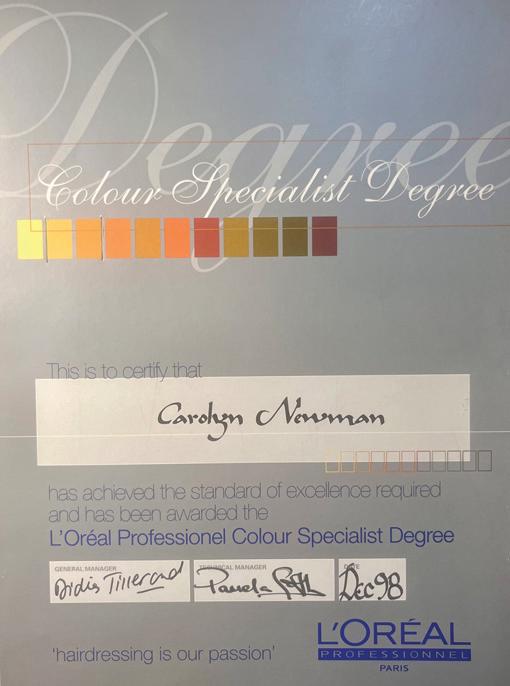 Degree
Colour Specialist Degree
This is to certify that
Carolyn Newman
has achieved the standard of excellence required
and has been awarded the
L'Oréal Professionel Colour Specialist Degree
GENERAL MANAGER TECHNICAL MANAGER DATE
Pamela Dec 98
'hairdressing is our passion'
L'ORÉAL
PROFESSIONNEL
PARIS